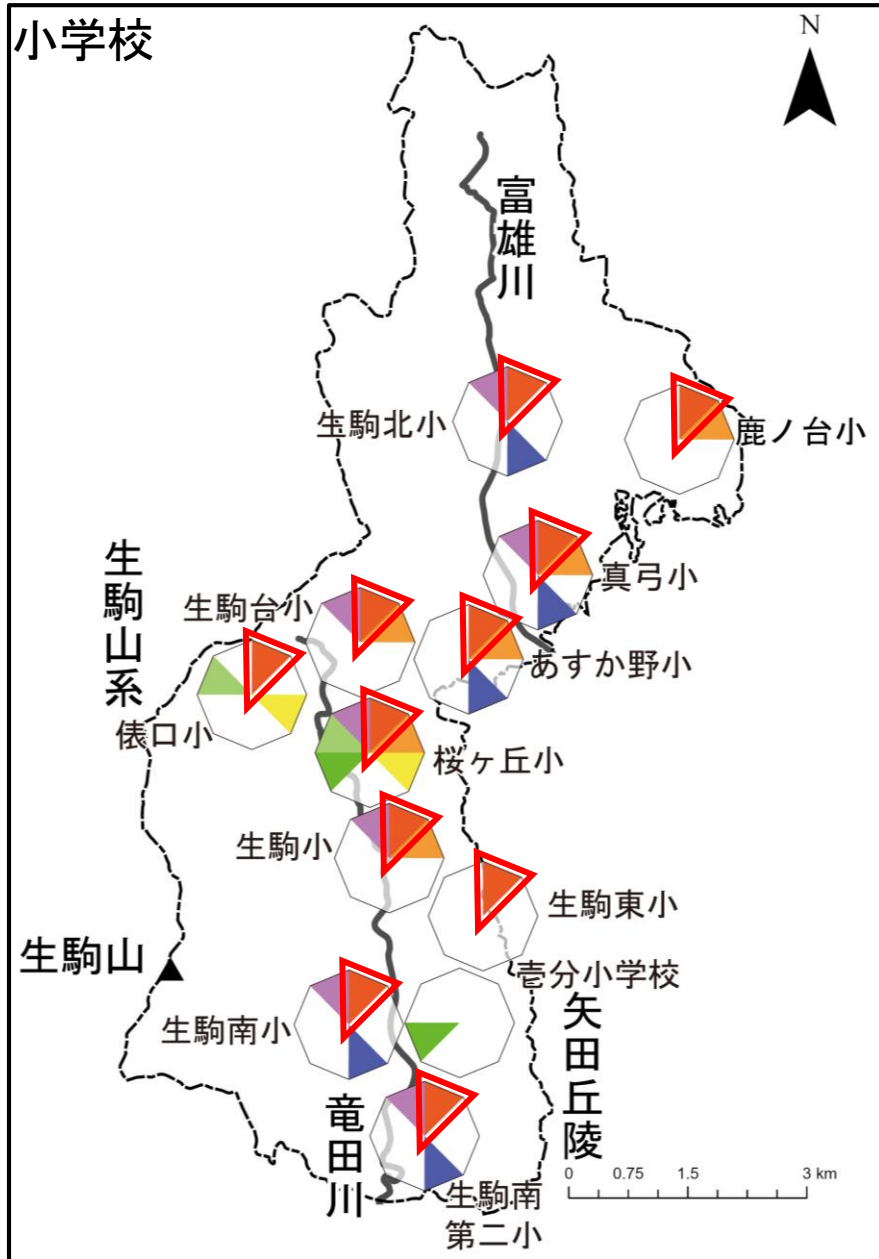 小学校
N
富雄川
生駒北小
鹿ノ台小
生駒山系
真弓小
生駒台小
あすか野小
俵口小
桜ヶ丘小
生駒小
生駒東小
生駒山
壱分小学校
生駒南小
矢田丘陵
竜田川
生駒南
第二小
0 0.75 1.5 3 km